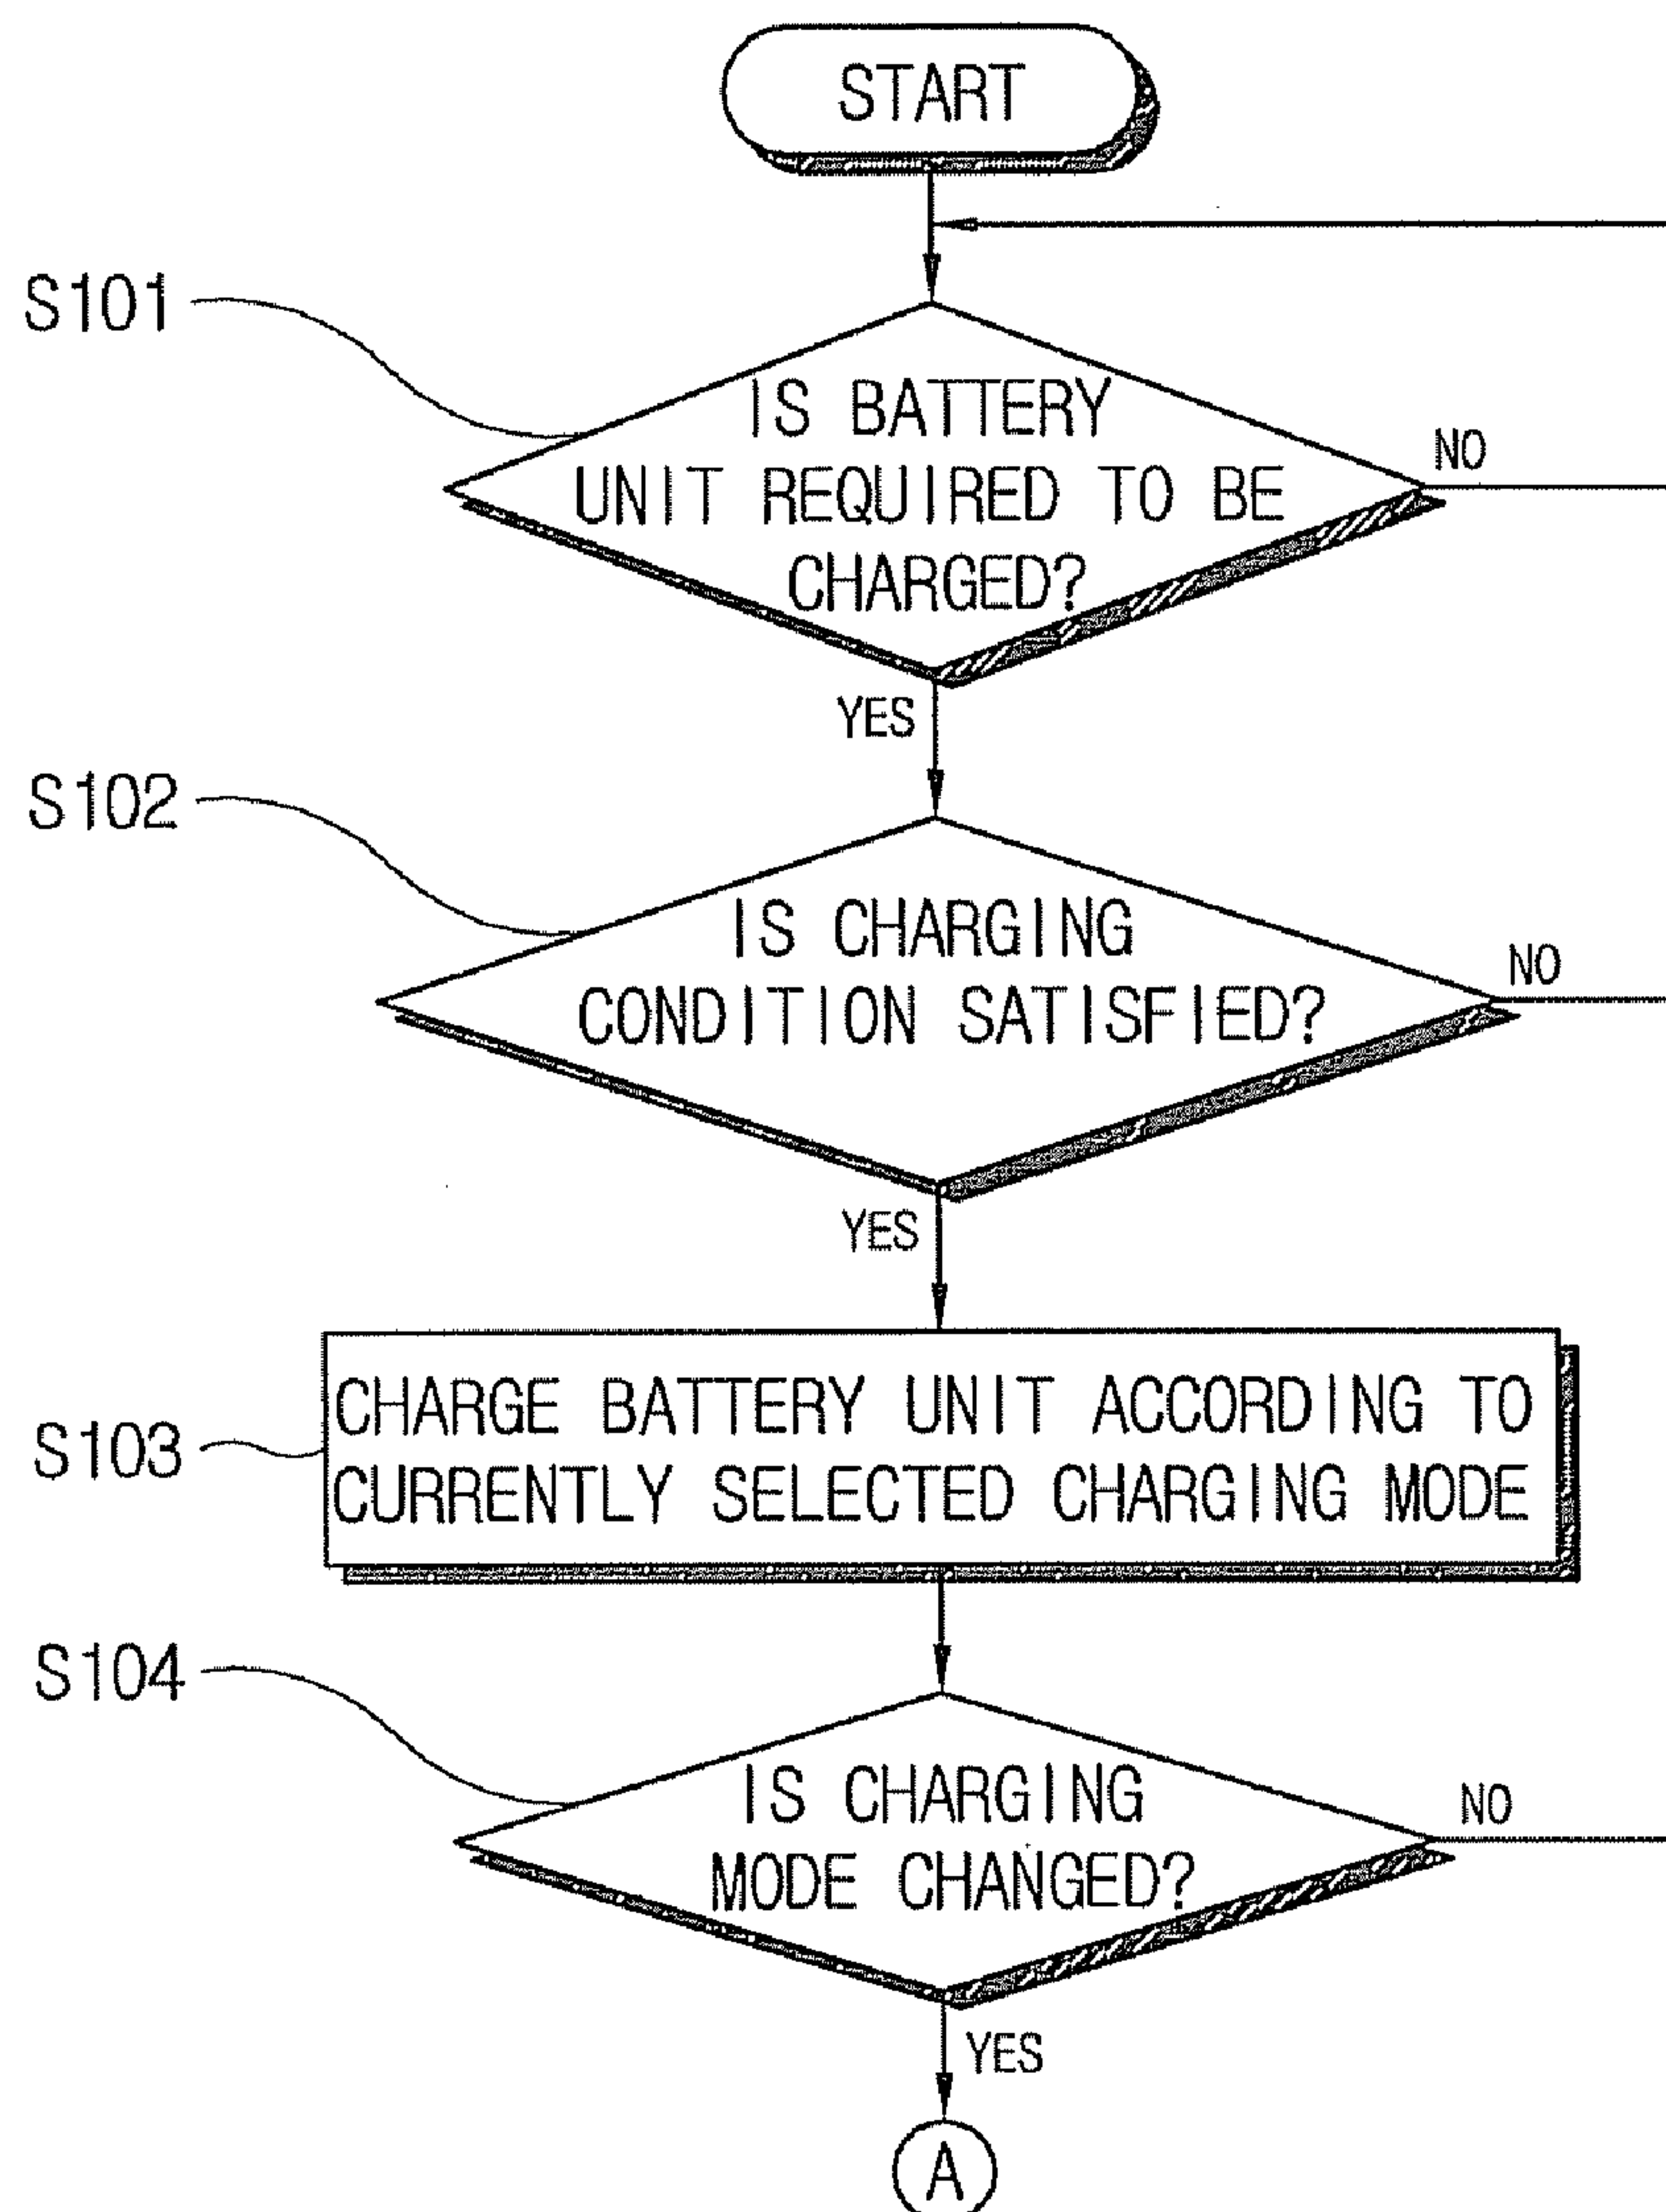 START
S101
IS BATTERY
UNIT REQUIRED TO BE
CHARGED?
NO
YES
S102
IS CHARGING
CONDITION SATISFIED?
NO
YES
S103
CHARGE BATTERY UNIT ACCORDING TO
CURRENTLY SELECTED CHARGING MODE
S104
IS CHARGING
MODE CHANGED?
NO
YES
A